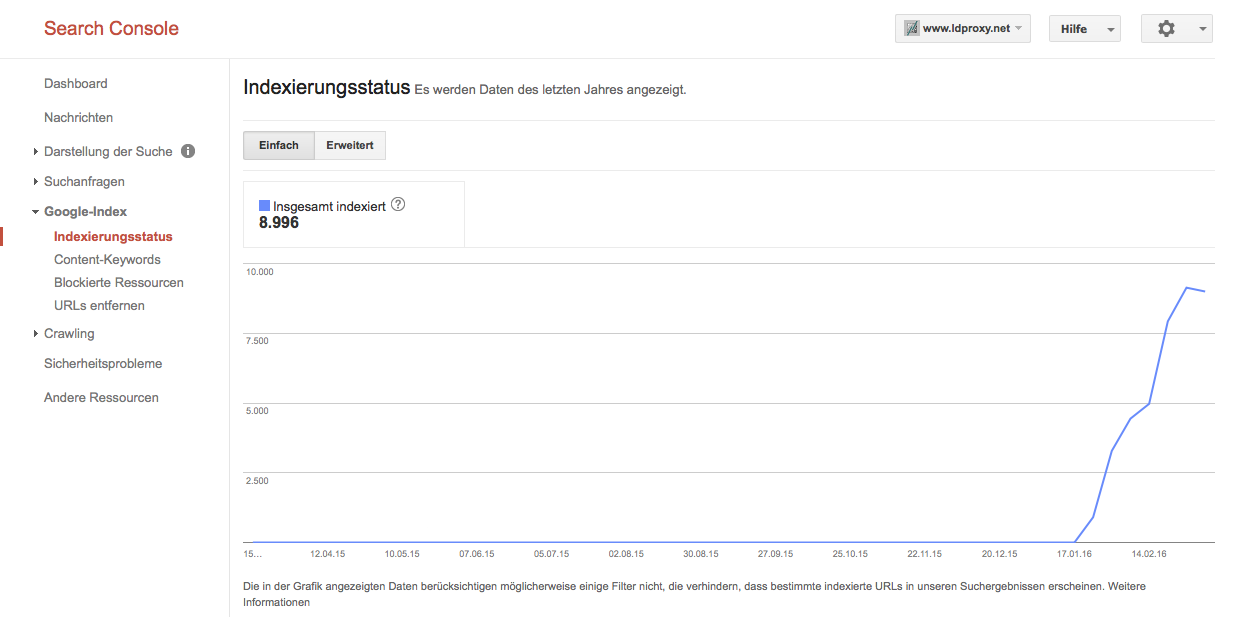 Search Console
www.ldproxy.net
Hilfe
Dashboard
Nachrichten
Darstellung der Suche
Suchanfragen
Google-Index
Indexierungsstatus
Content-Keywords
Blockierte Ressourcen
URLs entfernen
Crawling
Sicherheitsprobleme
Andere Ressourcen
Indexierungsstatus Es werden Daten des letzten Jahres angezeigt.
Einfach Erweitert
Insgesamt indexiert ?
8.996
10.000
7.500
5.000
2.500
15... 12.04.15 10.05.15 07.06.15 05.07.15 02.08.15 30.08.15 27.09.15 25.10.15 22.11.15 20.12.15 17.01.16 14.02.16
Die in der Grafik angezeigten Daten berücksichtigen möglicherweise einige Filter nicht, die verhindern, dass bestimmte indexierte URLs in unseren Suchergebnissen erscheinen. Weitere
Informationen